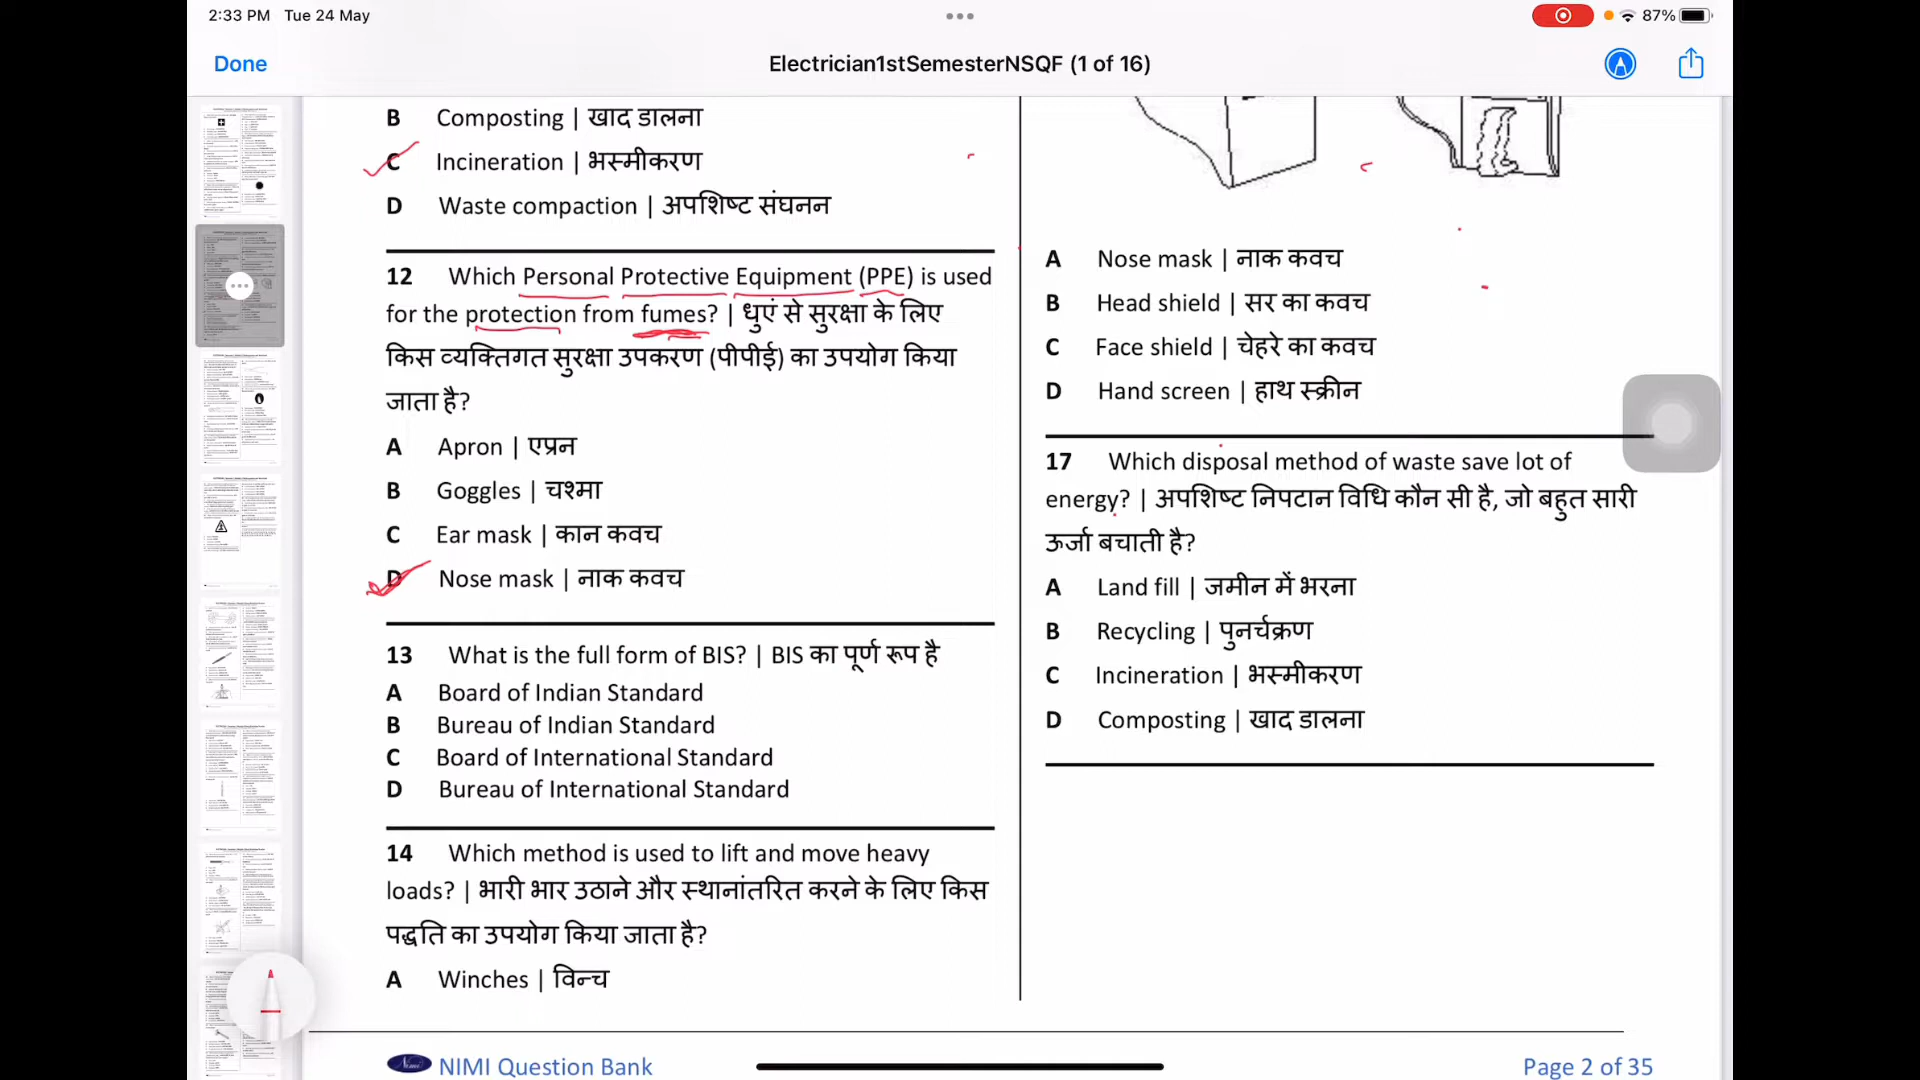 2:33 PM Tue 24 May
87%
Done
Electrician1stSemesterNSQF (1 of 16)
B Composting | खाद डालना
C Incineration | भस्मीकरण
D Waste compaction | अपशिष्ट संघनन
12 Which Personal Protective Equipment (PPE) is used
for the protection from fumes? | धुएं से सुरक्षा के लिए
किस व्यक्तिगत सुरक्षा उपकरण (पीपीई) का उपयोग किया
जाता है?
A Apron | एप्रन
B Goggles | चश्मा
C Ear mask | कान कवच
D Nose mask | नाक कवच
13 What is the full form of BIS? | BIS का पूर्ण रूप है
A Board of Indian Standard
B Bureau of Indian Standard
C Board of International Standard
D Bureau of International Standard
14 Which method is used to lift and move heavy
loads? | भारी भार उठाने और स्थानांतरित करने के लिए किस
पद्धति का उपयोग किया जाता है?
A Winches | विन्च
A Nose mask | नाक कवच
B Head shield | सर का कवच
C Face shield | चेहरे का कवच
D Hand screen | हाथ स्क्रीन
17 Which disposal method of waste save lot of
energy? | अपशिष्ट निपटान विधि कौन सी है, जो बहुत सारी
ऊर्जा बचाती है?
A Land fill | जमीन में भरना
B Recycling | पुनर्चक्रण
C Incineration | भस्मीकरण
D Composting | खाद डालना
Nimi NIMI Question Bank
Page 2 of 35